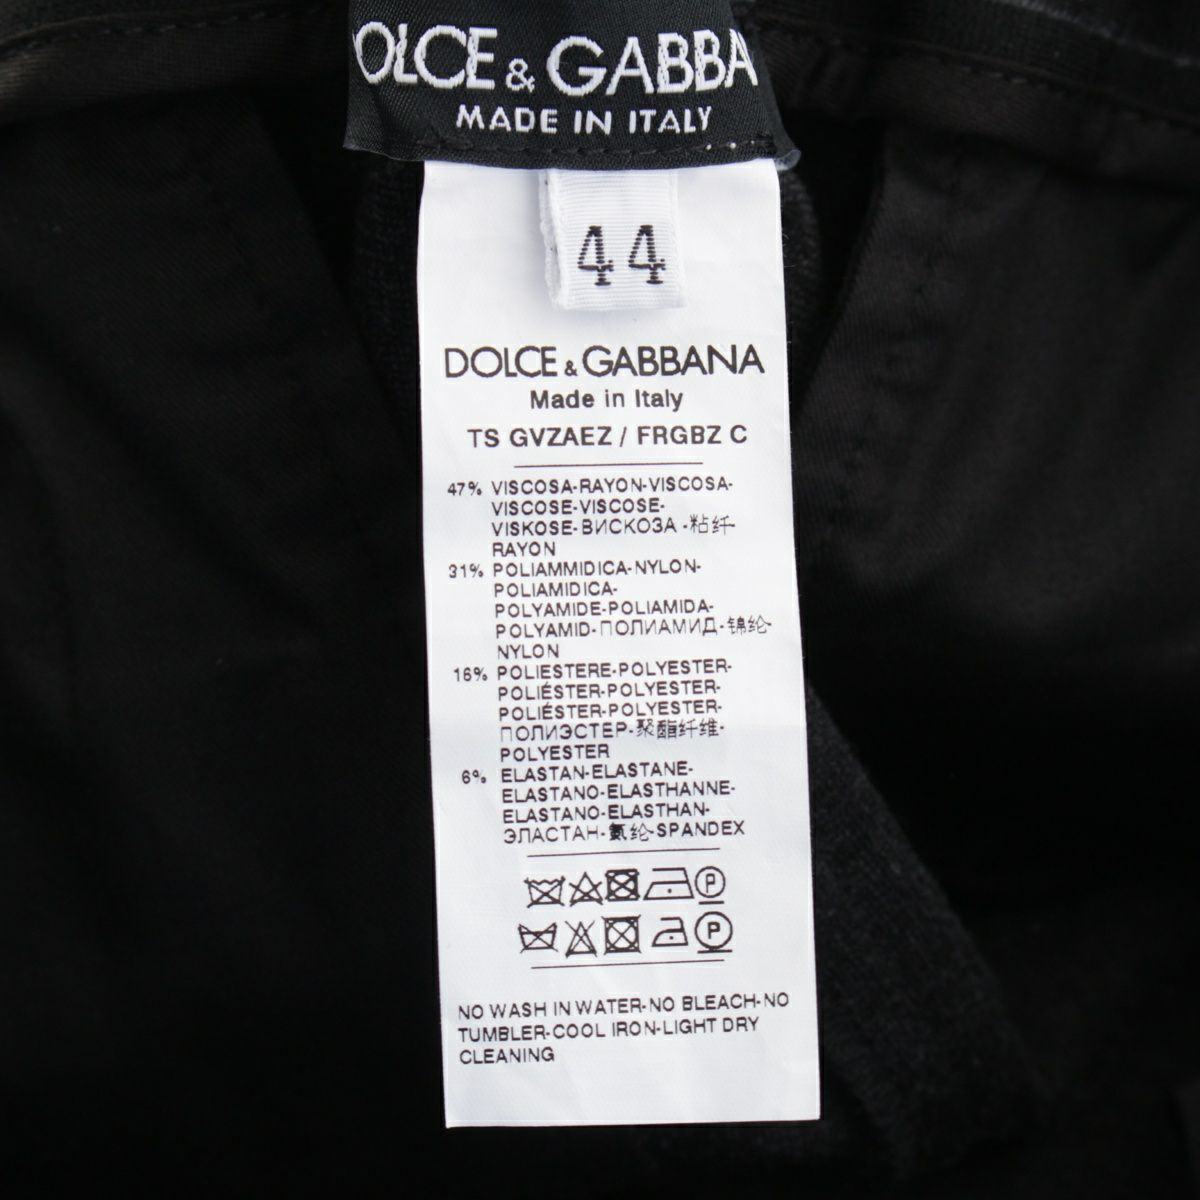 OLCE & GABBA
MADE IN ITALY
44
DOLCE & GABBANA
Made in Italy
TS GVZAEZ / FRGBZ C
47% VISCOSA-RAYON-VISCOSA-
VISCOSE-VISCOSE-
VISKOSE-ВИСКОЗА-粘纤-
RAYON
31% POLIAMMIDICA-NYLON-
POLIAMIDICA-
POLYAMIDE-POLIAMIDA-
POLYAMID-ПОЛИАМИД-锦纶-
NYLON
16% POLIESTERE-POLYESTER-
POLIÉSTER-POLYESTER-
POLIÉSTER-POLYESTER-
ПОЛИЭСТЕР-聚酯纤维-
POLYESTER
6% ELASTAN-ELASTANE-
ELASTANO-ELASTHANNE-
ELASTANO-ELASTHAN-
ЭЛАСТАН-氨纶-SPANDEX
P
P
NO WASH IN WATER-NO BLEACH-NO
TUMBLER-COOL IRON-LIGHT DRY
CLEANING